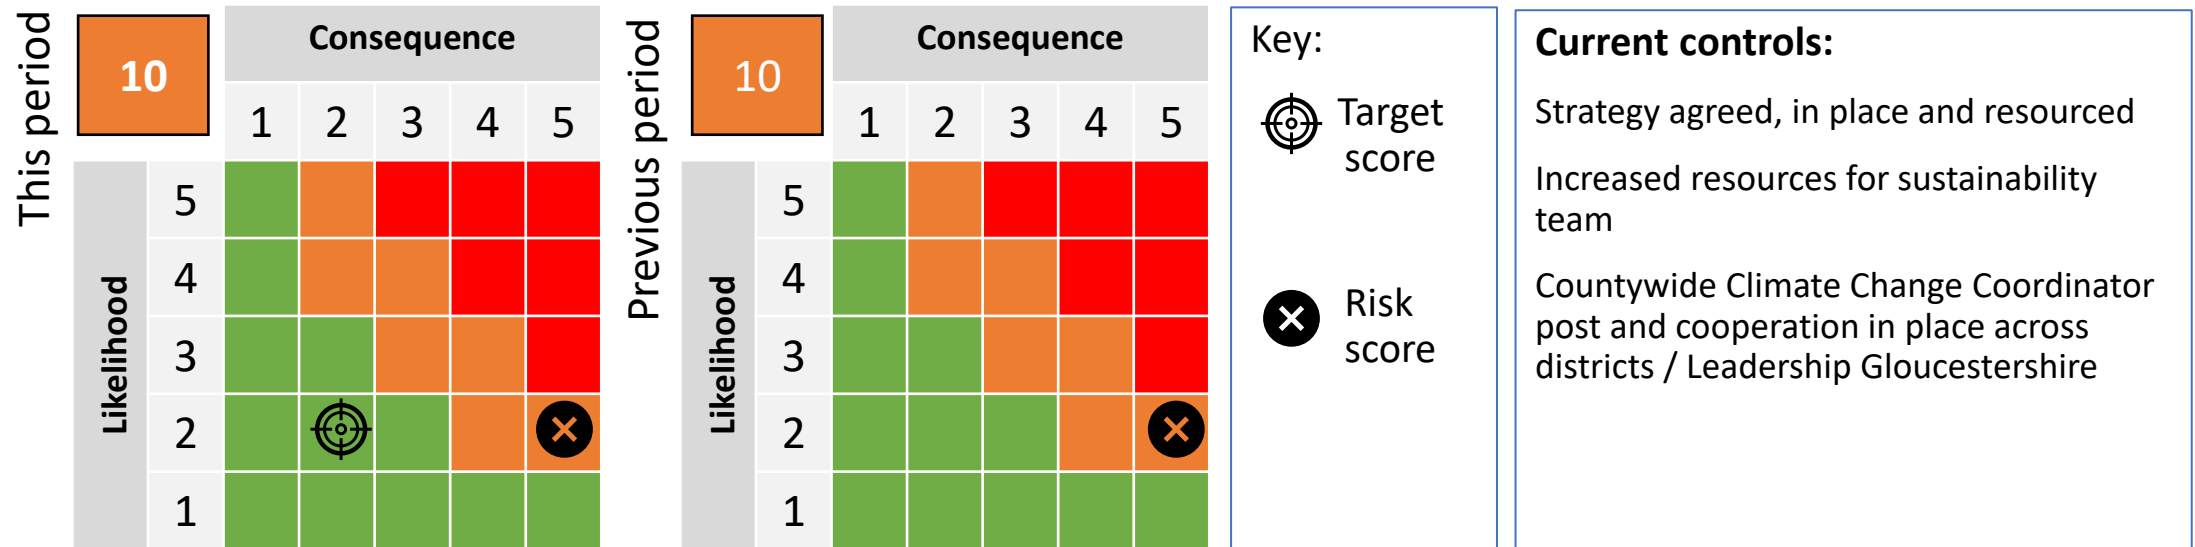 This period
10
Consequence
1 2 3 4 5
Likelihood
5
4
3
2
1
Previous period
10
Consequence
1 2 3 4 5
Likelihood
5
4
3
2
1
Key:
Target
score
Risk
score
Current controls:
Strategy agreed, in place and resourced
Increased resources for sustainability
team
Countywide Climate Change Coordinator
post and cooperation in place across
districts / Leadership Gloucestershire